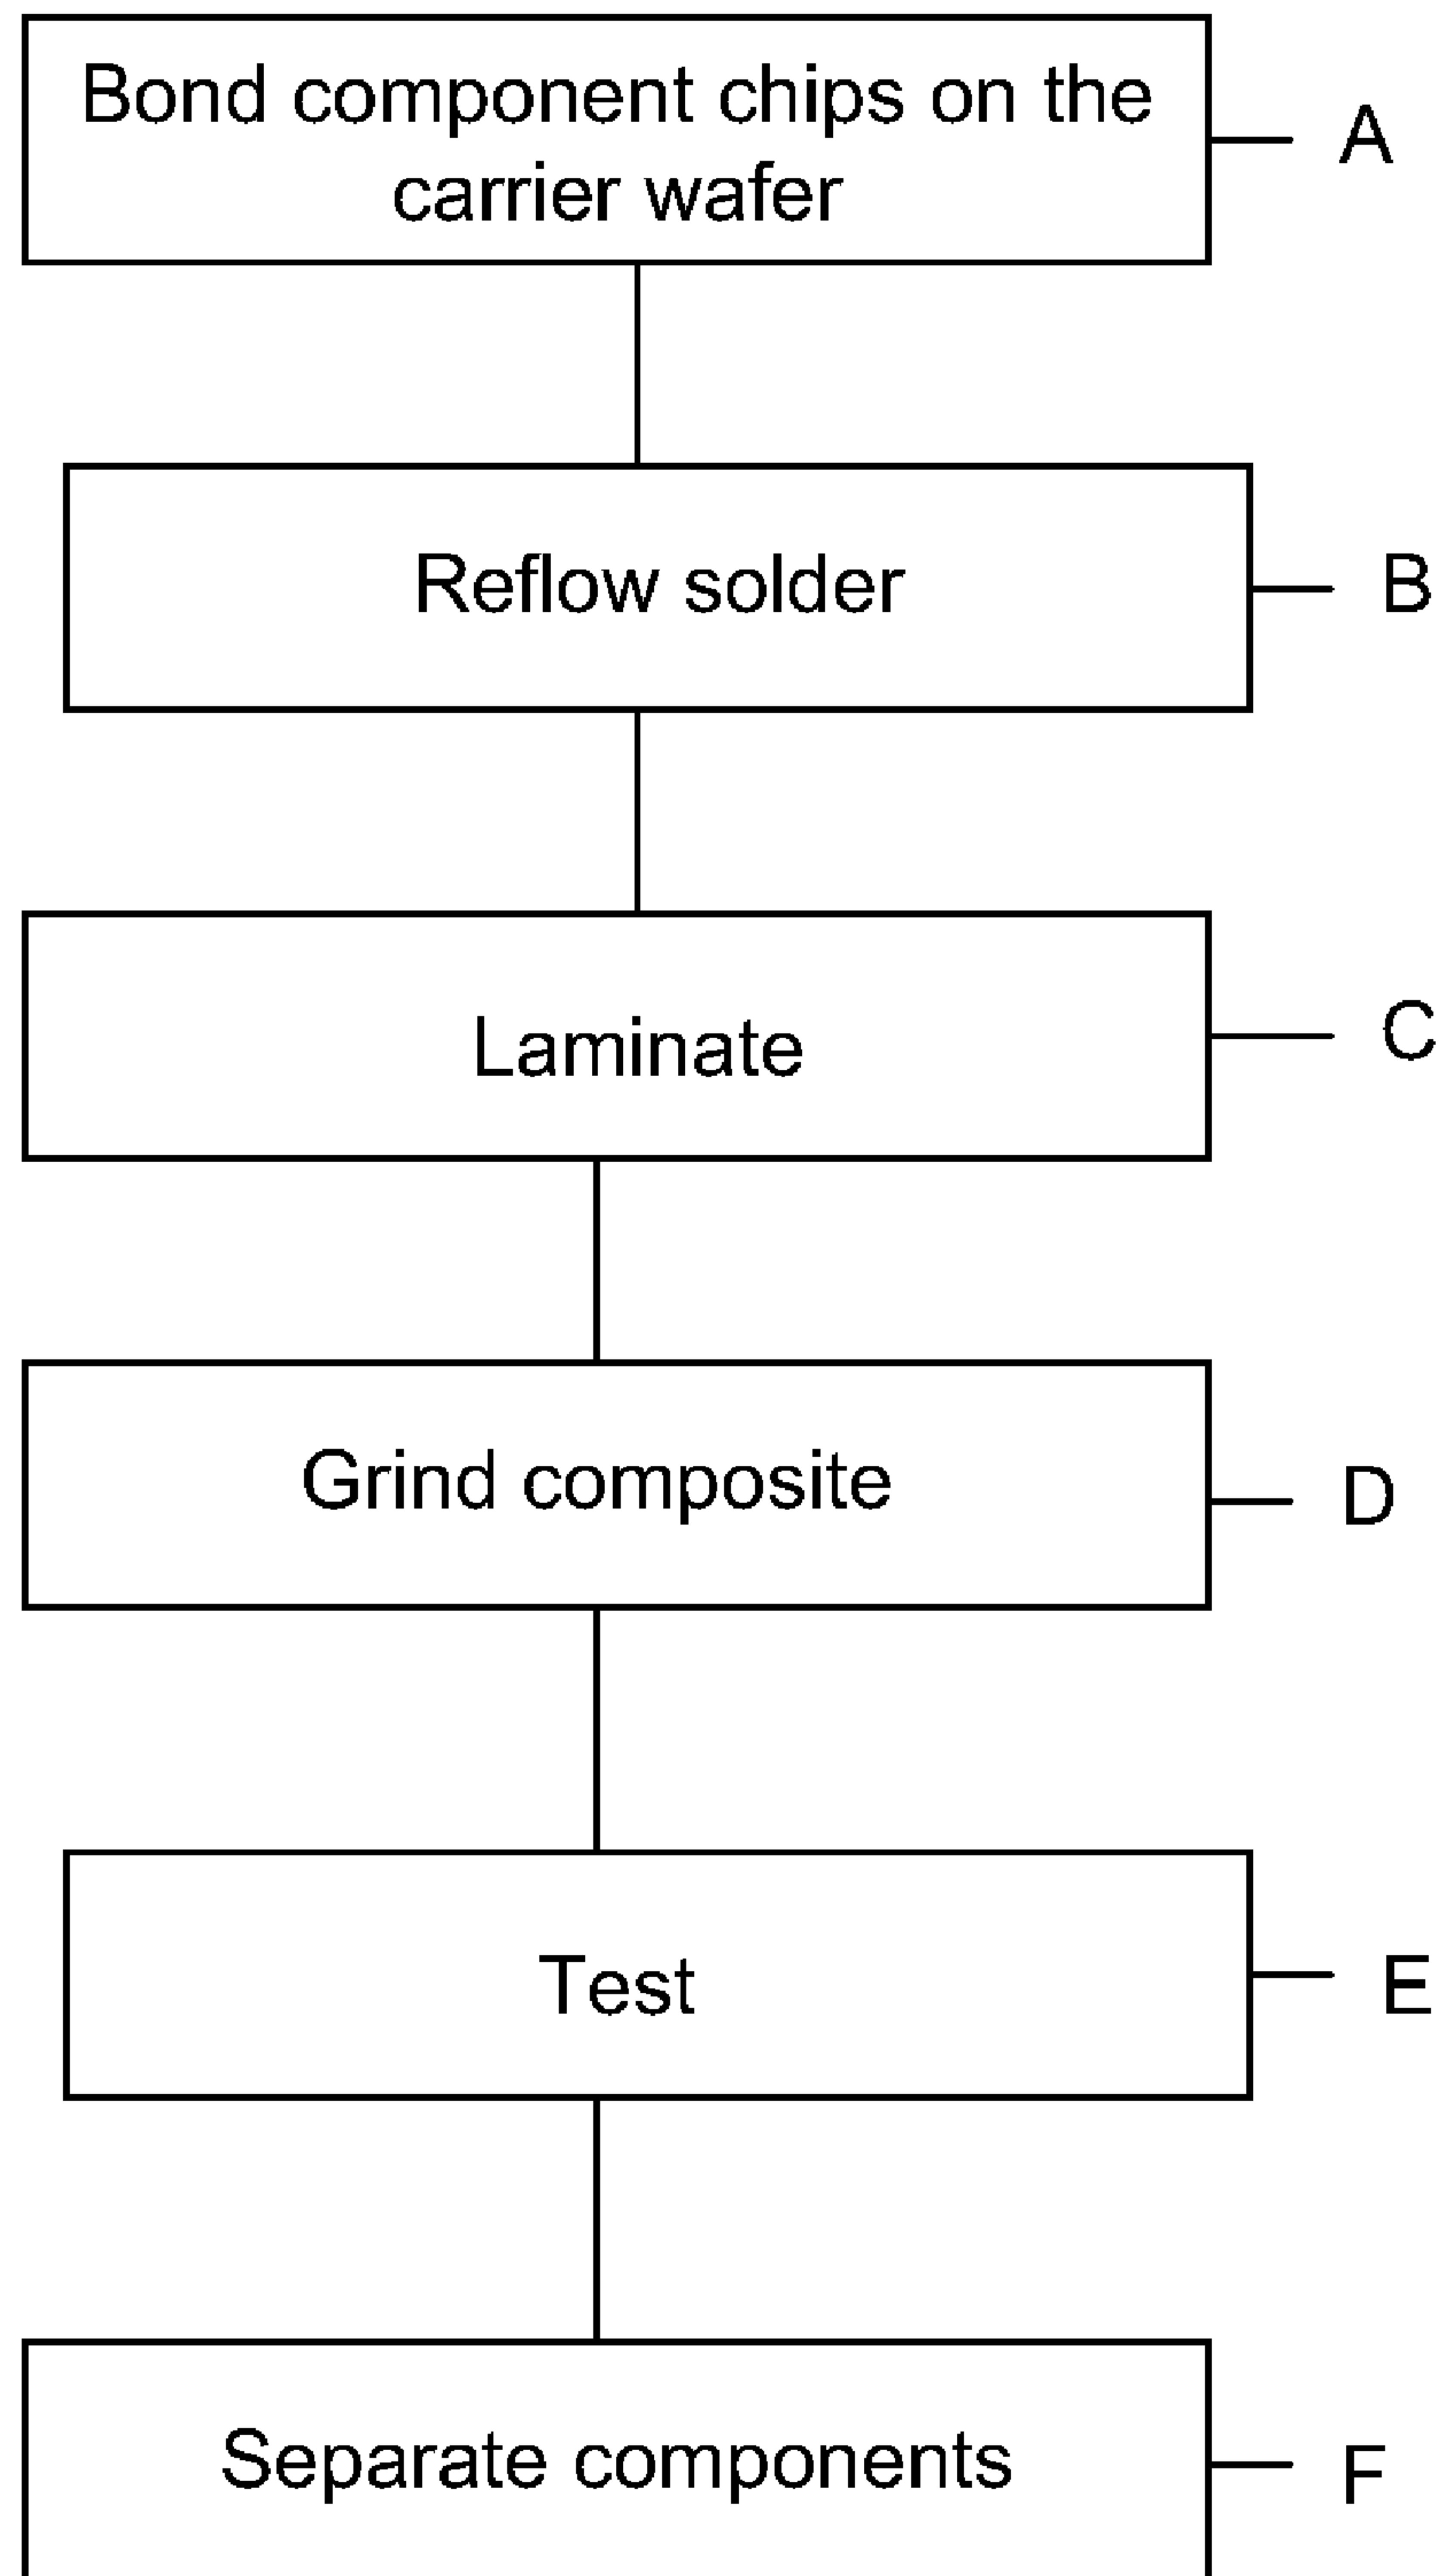 Bond component chips on the
carrier wafer
A
Reflow solder
B
Laminate
C
Grind composite
D
Test
E
Separate components
F